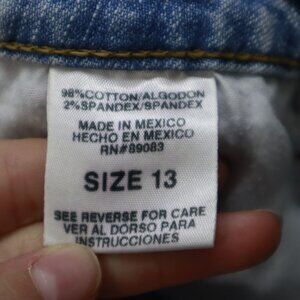 98%COTTON/ALGODON
2%SPANDEX/SPANDEX
MADE IN MEXICO
HECHO EN MEXICO
RN#89083
SIZE 13
SEE REVERSE FOR CARE
VER AL DORSO PARA
INSTRUCCIONES